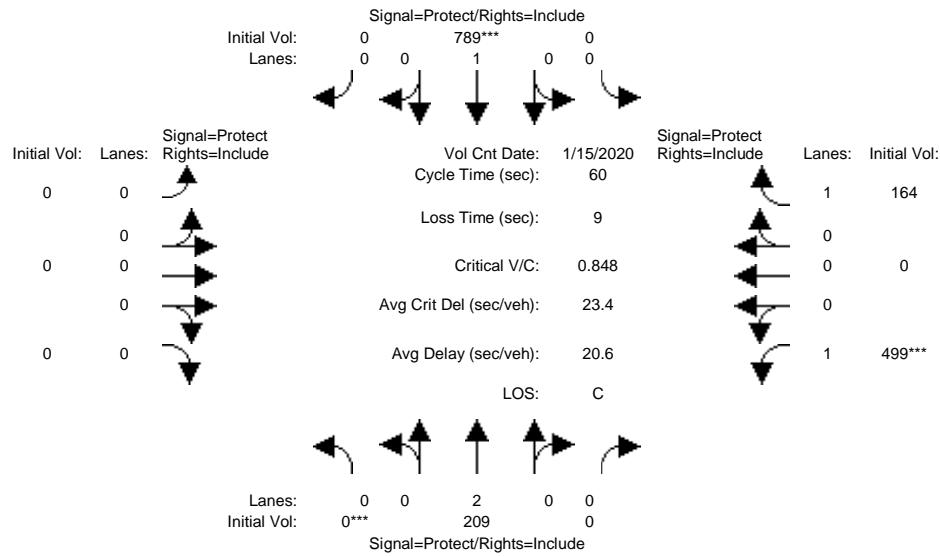 Signal=Protect/Rights=Include
Initial Vol: 0 789*** 0
Lanes: 0 0 1 0 0
Signal=Protect
Initial Vol: Lanes: Rights=Include
Vol Cnt Date: 1/15/2020
Signal=Protect
Rights=Include Lanes: Initial Vol:
Cycle Time (sec): 60
0 0 1 164
Loss Time (sec): 9
0 0
0 0 Critical V/C: 0.848 0 0
0 Avg Crit Del (sec/veh): 23.4 0
0 0 Avg Delay (sec/veh): 20.6 1 499***
LOS: C
Lanes: 0 0 2 0 0
Initial Vol: 0*** 209 0
Signal=Protect/Rights=Include